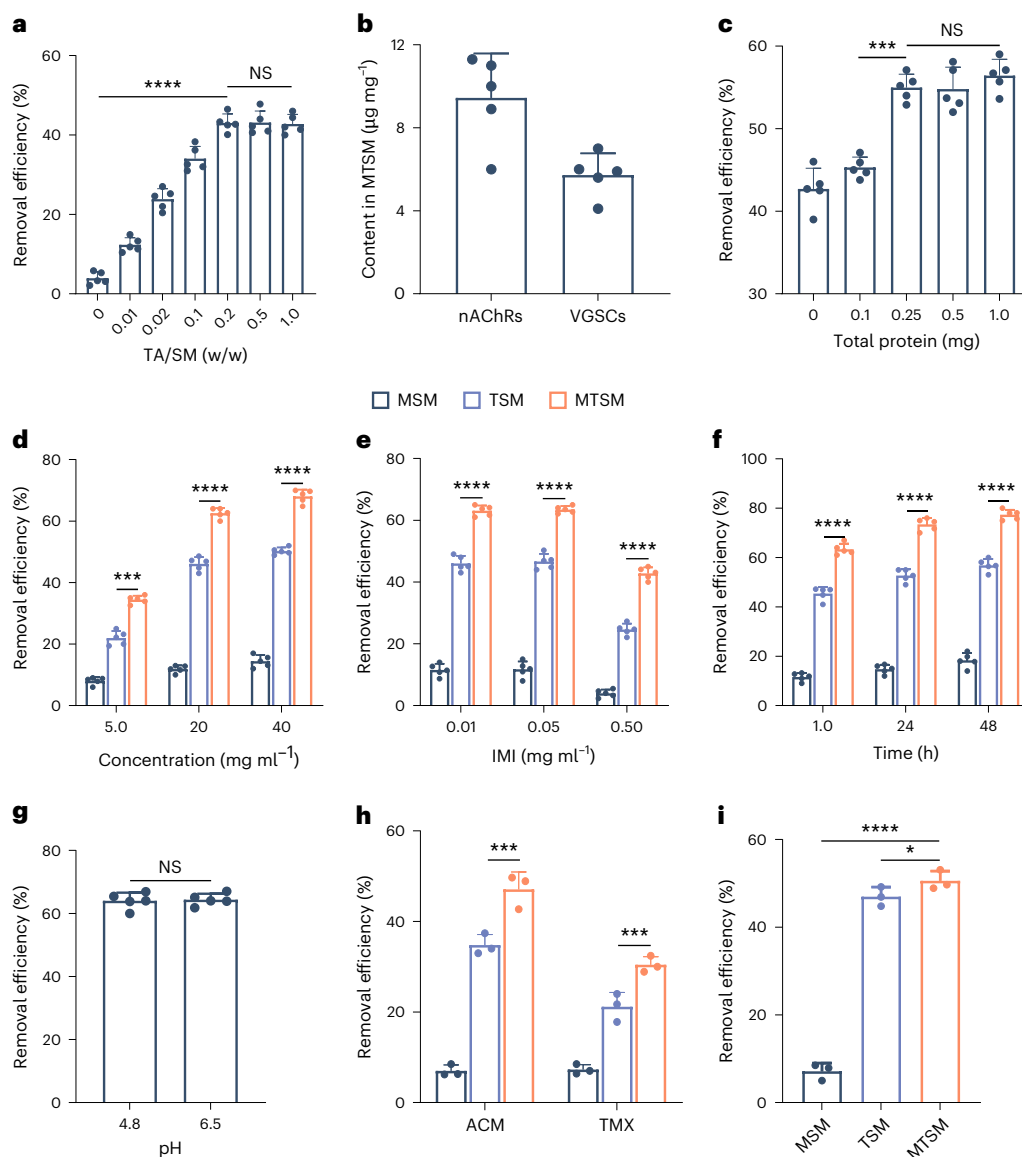 a
Removal efficiency (%)
60
40
20
0
****
NS
0 0.01 0.02 0.1 0.2 0.5 1.0
TA/SM (w/w)
b
Content in MTSM (µg mg−1)
12
8
4
0
nAChRs VGSCs
c
Removal efficiency (%)
60
50
40
30
***
NS
0 0.1 0.25 0.5 1.0
Total protein (mg)
MSM TSM MTSM
d
Removal efficiency (%)
80
60
40
20
0
***
****
****
5.0 20 40
Concentration (mg ml−1)
e
Removal efficiency (%)
80
60
40
20
0
****
****
****
0.01 0.05 0.50
IMI (mg ml−1)
f
Removal efficiency (%)
100
80
60
40
20
0
****
****
****
1.0 24 48
Time (h)
g
Removal efficiency (%)
80
60
40
20
0
NS
4.8 6.5
pH
h
Removal efficiency (%)
60
40
20
0
***
***
ACM TMX
i
Removal efficiency (%)
60
40
20
0
****
*
MSM TSM MTSM